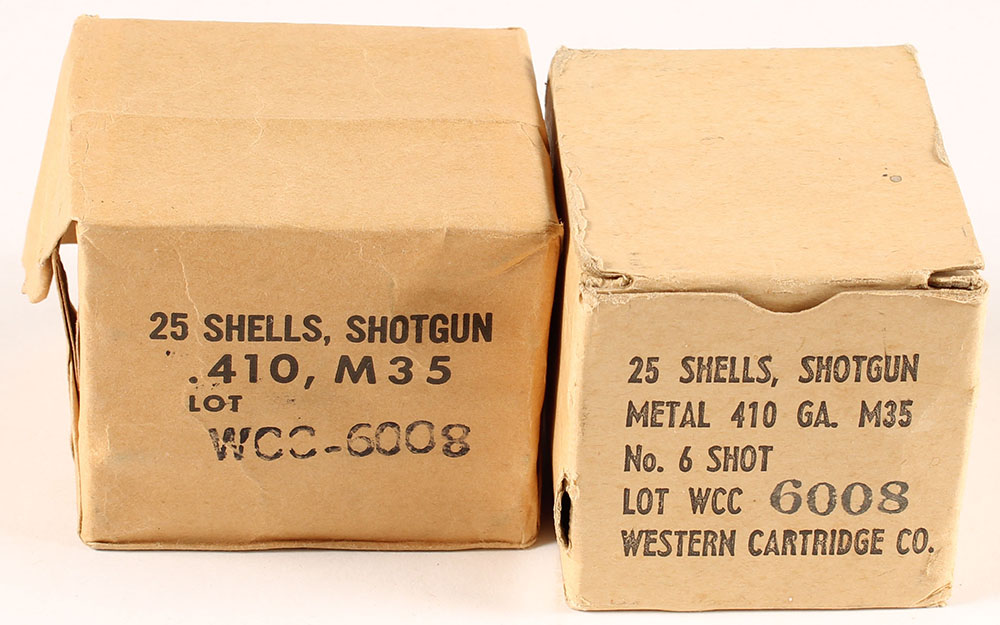 25 SHELLS, SHOTGUN
.410, M35
LOT
WCC-6008
25 SHELLS, SHOTGUN
METAL 410 GA. M35
No. 6 SHOT
LOT WCC 6008
WESTERN CARTRIDGE CO.